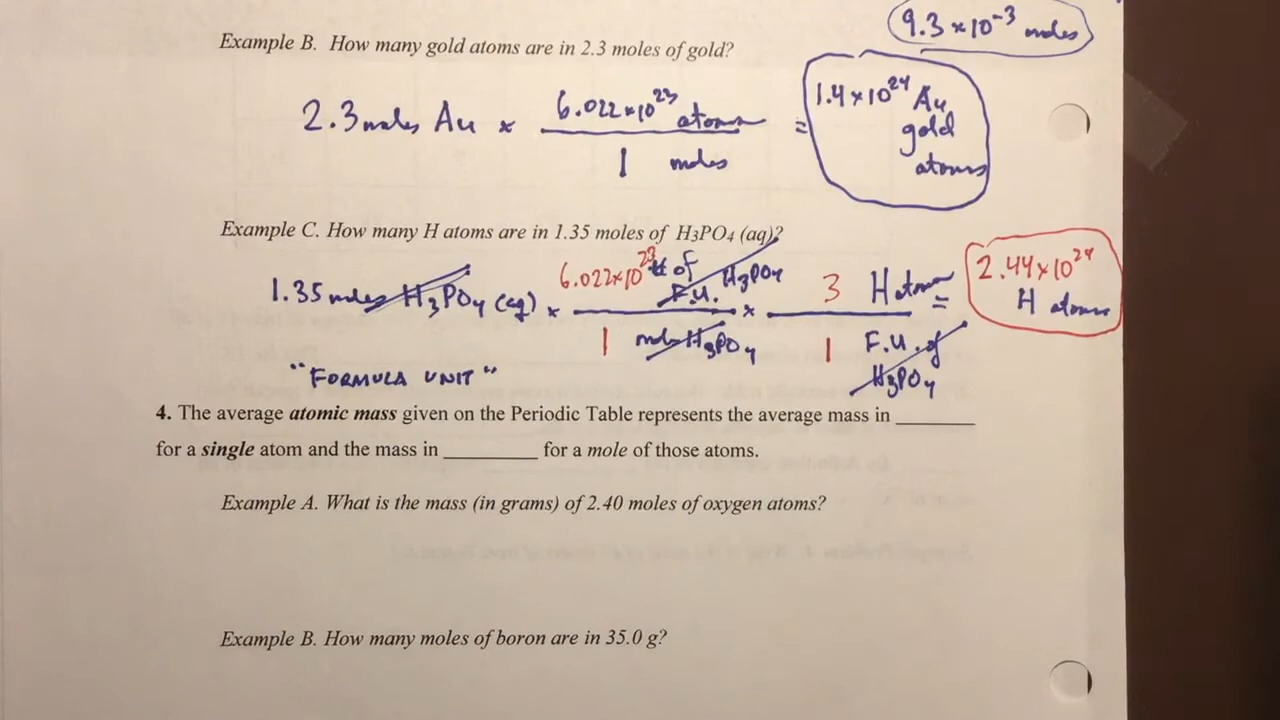 9.3 × 10⁻³ moles
Example B. How many gold atoms are in 2.3 moles of gold?
2.3 moles Au × 6.022×10²³ atoms = 1.4 × 10²⁴ Au
1 moles gold
atoms
Example C. How many H atoms are in 1.35 moles of H3PO4 (aq)?
1.35 moles H₃PO₄ (aq) × 6.022×10²³ # of F.U. H₃PO₄ × 3 H atoms = 2.44×10²⁴
1 mole H₃PO₄ 1 F.U. of H₃PO₄ H atoms
"FORMULA UNIT"
4. The average atomic mass given on the Periodic Table represents the average mass in ________
for a single atom and the mass in _________ for a mole of those atoms.
Example A. What is the mass (in grams) of 2.40 moles of oxygen atoms?
Example B. How many moles of boron are in 35.0 g?